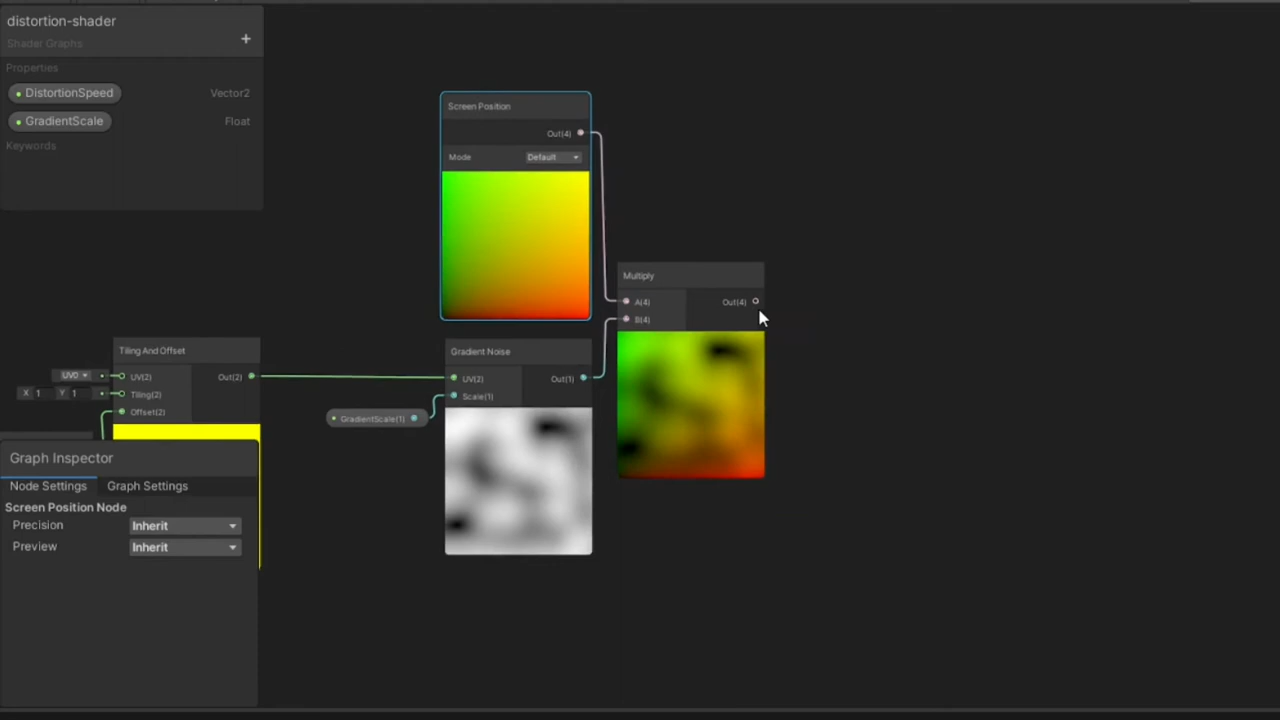 distortion-shader
Shader Graphs
+
Properties
DistortionSpeed Vector2
GradientScale Float
Keywords
Screen Position
Out(4)
Mode Default
Multiply
A(4) Out(4)
B(4)
Tiling And Offset
UV0 UV(2) Out(2)
X 1 Y 1 Tiling(2)
Offset(2)
Gradient Noise
UV(2) Out(1)
Scale(1)
GradientScale(1)
Graph Inspector
Node Settings Graph Settings
Screen Position Node
Precision Inherit
Preview Inherit